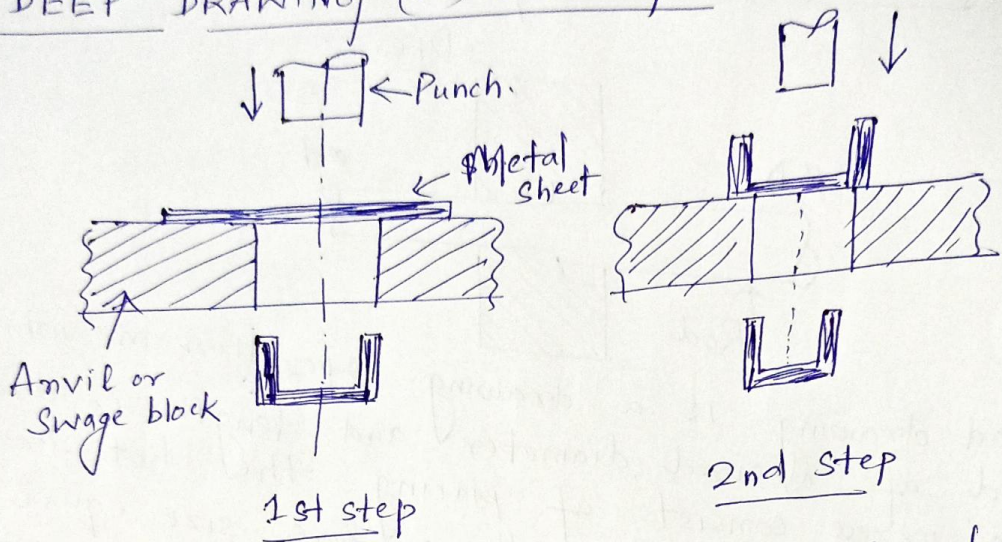 DEEP DRAWING (
Punch.
Metal
sheet
Anvil or
Swage block
1st step
2nd step